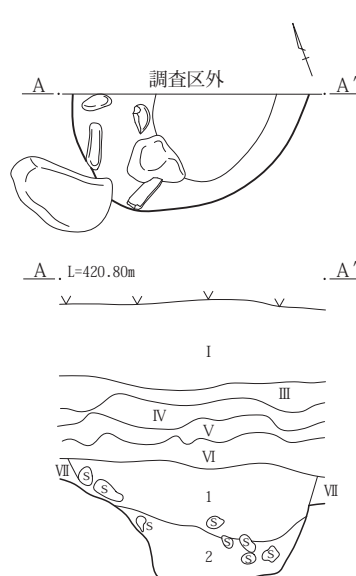 A 調査区外 A'
A L=420.80m A'
I
III
IV
V
VI
VII 1 VII
S
S
S S
S S
S S
2